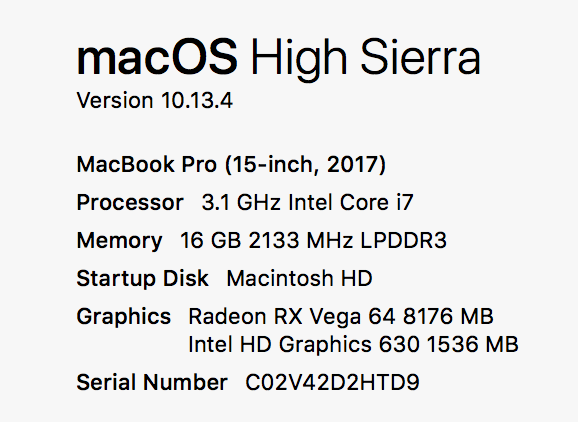 macOS High Sierra
Version 10.13.4
MacBook Pro (15-inch, 2017)
Processor 3.1 GHz Intel Core i7
Memory 16 GB 2133 MHz LPDDR3
Startup Disk Macintosh HD
Graphics Radeon RX Vega 64 8176 MB
Intel HD Graphics 630 1536 MB
Serial Number C02V42D2HTD9